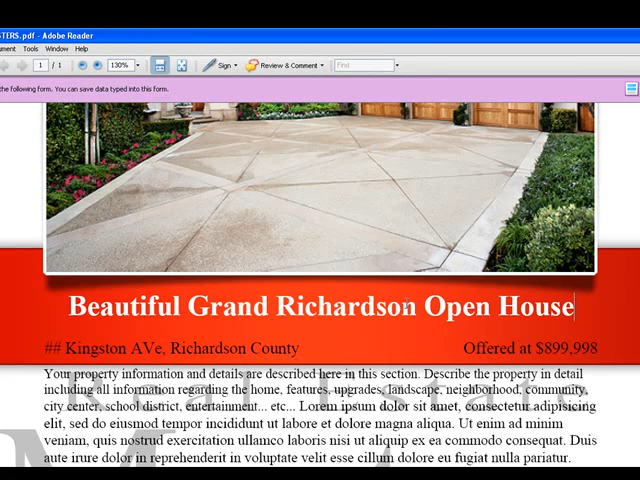 STERS.pdf - Adobe Reader
ument Tools Window Help
1 / 1 130% Sign Review & Comment Find
he following form. You can save data typed into this form.
Beautiful Grand Richardson Open House
## Kingston AVe, Richardson County Offered at $899,998
Your property information and details are described here in this section. Describe the property in detail
including all information regarding the home, features, upgrades, landscape, neighborhood, community,
city center, school district, entertainment... etc... Lorem ipsum dolor sit amet, consectetur adipisicing
elit, sed do eiusmod tempor incididunt ut labore et dolore magna aliqua. Ut enim ad minim
veniam, quis nostrud exercitation ullamco laboris nisi ut aliquip ex ea commodo consequat. Duis
aute irure dolor in reprehenderit in voluptate velit esse cillum dolore eu fugiat nulla pariatur.
Real Estate